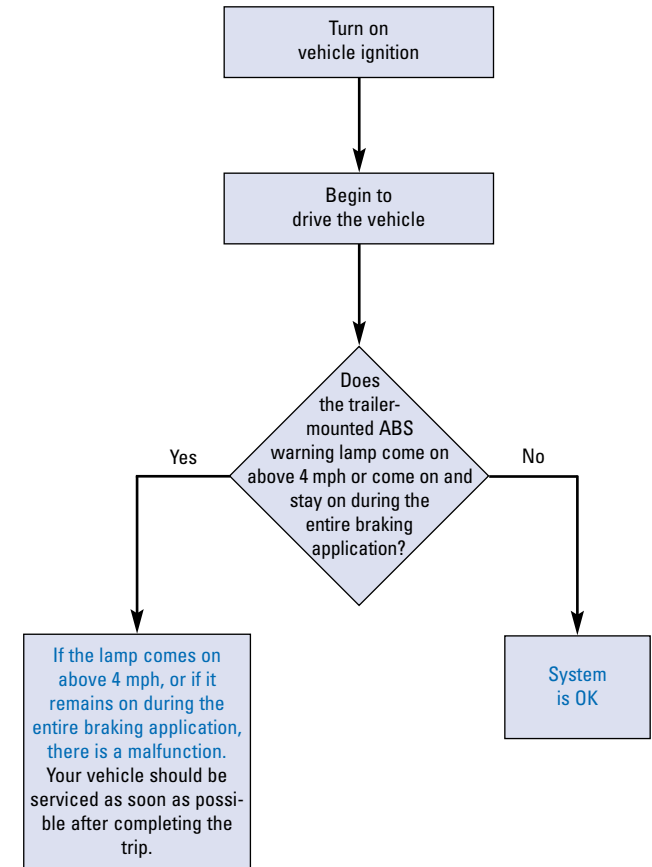 Turn on
vehicle ignition
Begin to
drive the vehicle
Does
the trailer-
mounted ABS
warning lamp come on
above 4 mph or come on and
stay on during the
entire braking
application?
Yes
No
If the lamp comes on
above 4 mph, or if it
remains on during the
entire braking application,
there is a malfunction.
Your vehicle should be
serviced as soon as possi-
ble after completing the
trip.
System
is OK